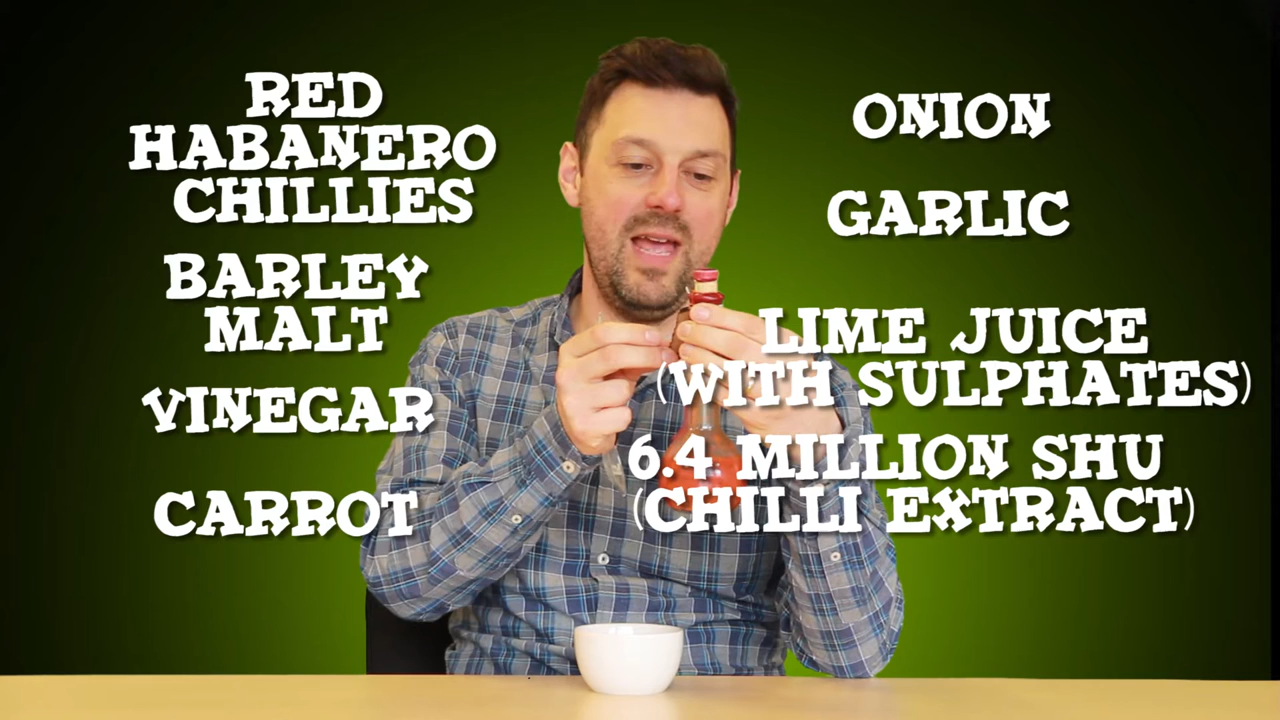 RED
HABANERO
CHILLIES
BARLEY
MALT
VINEGAR
CARROT
ONION
GARLIC
LIME JUICE
(WITH SULPHATES)
6.4 MILLION SHU
(CHILLI EXTRACT)